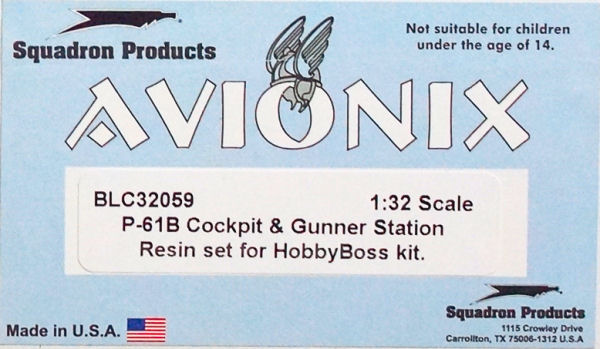 Squadron Products
Not suitable for children
under the age of 14.
AVIONIX
BLC32059 1:32 Scale
P-61B Cockpit & Gunner Station
Resin set for HobbyBoss kit.
Made in U.S.A.
Squadron Products
1115 Crowley Drive
Carrollton, TX 75006-1312 U.S.A